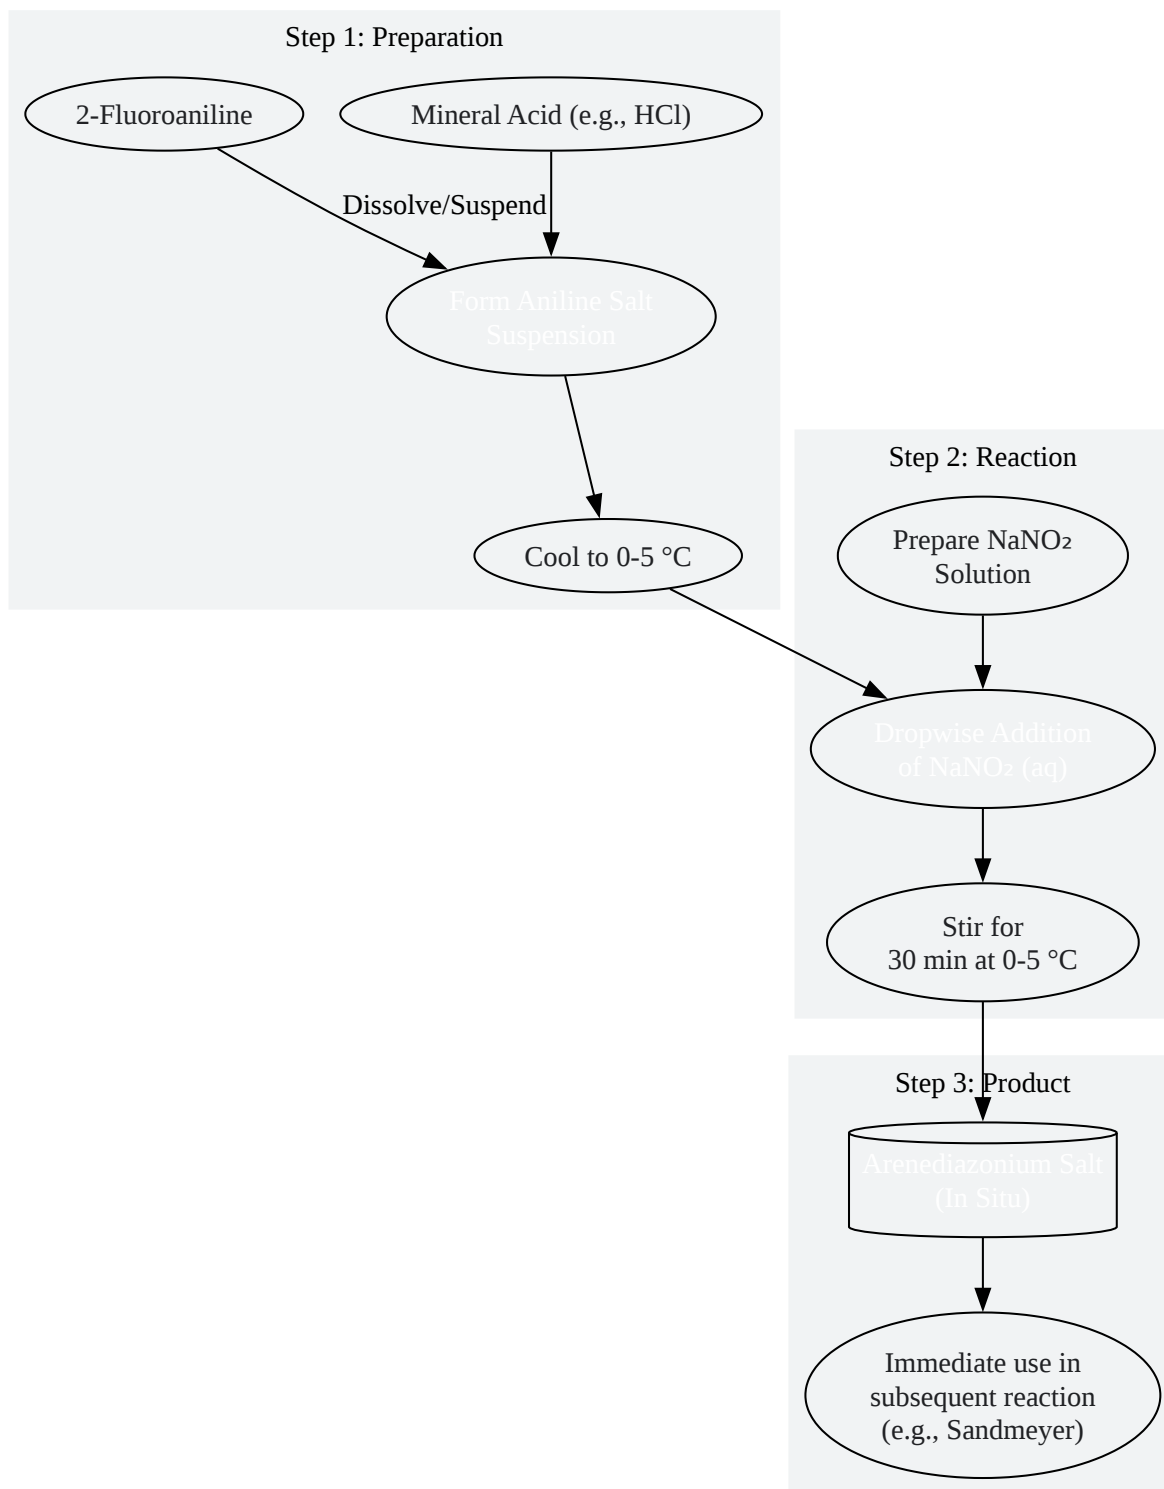 Step 1: Preparation
2-Fluoroaniline
Mineral Acid (e.g., HCl)
Dissolve/Suspend
Form Aniline Salt
Suspension
Cool to 0-5 °C
Step 2: Reaction
Prepare NaNO₂
Solution
Dropwise Addition
of NaNO₂ (aq)
Stir for
30 min at 0-5 °C
Step 3: Product
Arenediazonium Salt
(In Situ)
Immediate use in
subsequent reaction
(e.g., Sandmeyer)